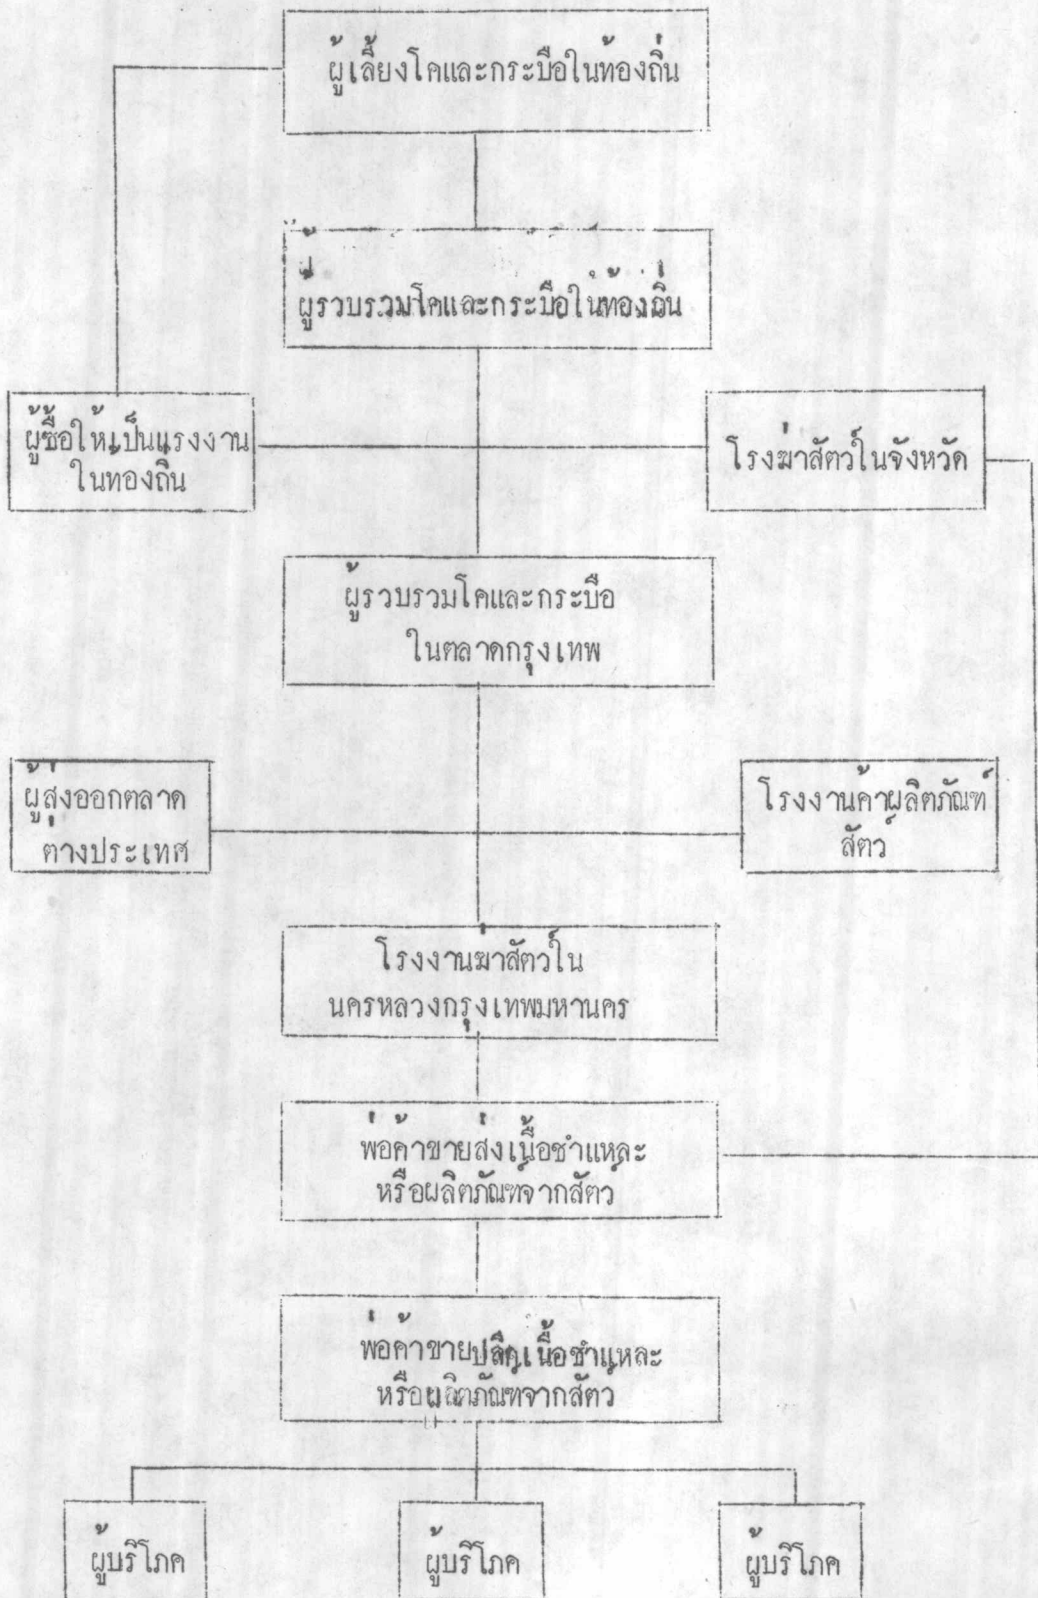 ผู้เลี้ยงโคและกระบือในท้องถิ่น
ผู้รวบรวมโคและกระบือในท้องถิ่น
ผู้ซื้อให้เป็นแรงงาน
ในท้องถิ่น
โรงฆ่าสัตว์ในจังหวัด
ผู้รวบรวมโคและกระบือ
ในตลาดกรุงเทพ
ผู้ส่งออกตลาด
ต่างประเทศ
โรงงานค้าผลิตภัณฑ์
สัตว์
โรงงานฆ่าสัตว์ใน
นครหลวงกรุงเทพมหานคร
พ่อค้าขายส่งเนื้อชำแหละ
หรือผลิตภัณฑ์จากสัตว์
พ่อค้าขายปลีกเนื้อชำแหละ
หรือผลิตภัณฑ์จากสัตว์
ผู้บริโภค
ผู้บริโภค
ผู้บริโภค